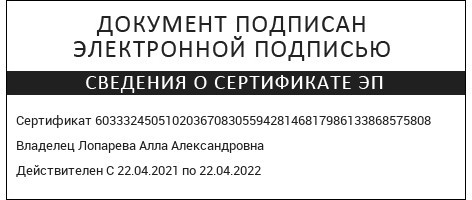 ДОКУМЕНТ ПОДПИСАН
ЭЛЕКТРОННОЙ ПОДПИСЬЮ
СВЕДЕНИЯ О СЕРТИФИКАТЕ ЭП
Сертификат 603332450510203670830559428146817986133868575808
Владелец Лопарева Алла Александровна
Действителен С 22.04.2021 по 22.04.2022